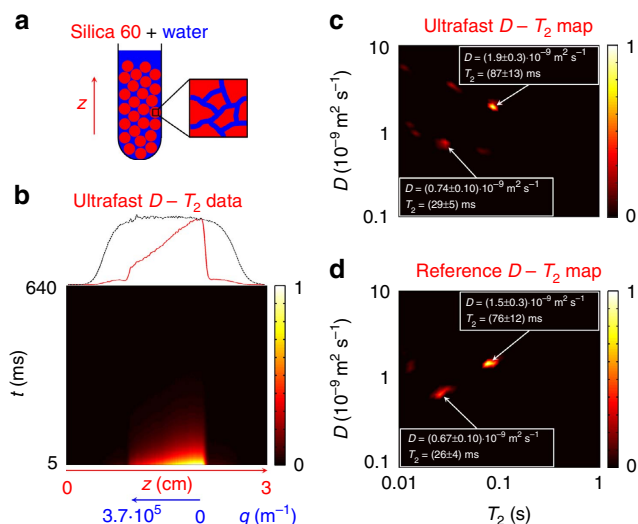 a
Silica 60 + water
z
b
Ultrafast D – T₂ data
640
t (ms)
5
1
0
0
z (cm)
3
3.7·10⁵
0
q (m⁻¹)
c
Ultrafast D – T₂ map
10
D = (1.9±0.3)·10⁻⁹ m² s⁻¹
T₂ = (87±13) ms
D (10⁻⁹ m² s⁻¹)
1
D = (0.74±0.10)·10⁻⁹ m² s⁻¹
T₂ = (29±5) ms
0.1
1
0
d
Reference D – T₂ map
10
D = (1.5±0.3)·10⁻⁹ m² s⁻¹
T₂ = (76±12) ms
D (10⁻⁹ m² s⁻¹)
1
D = (0.67±0.10)·10⁻⁹ m² s⁻¹
T₂ = (26±4) ms
0.1
1
0
0.01
0.1
1
T₂ (s)